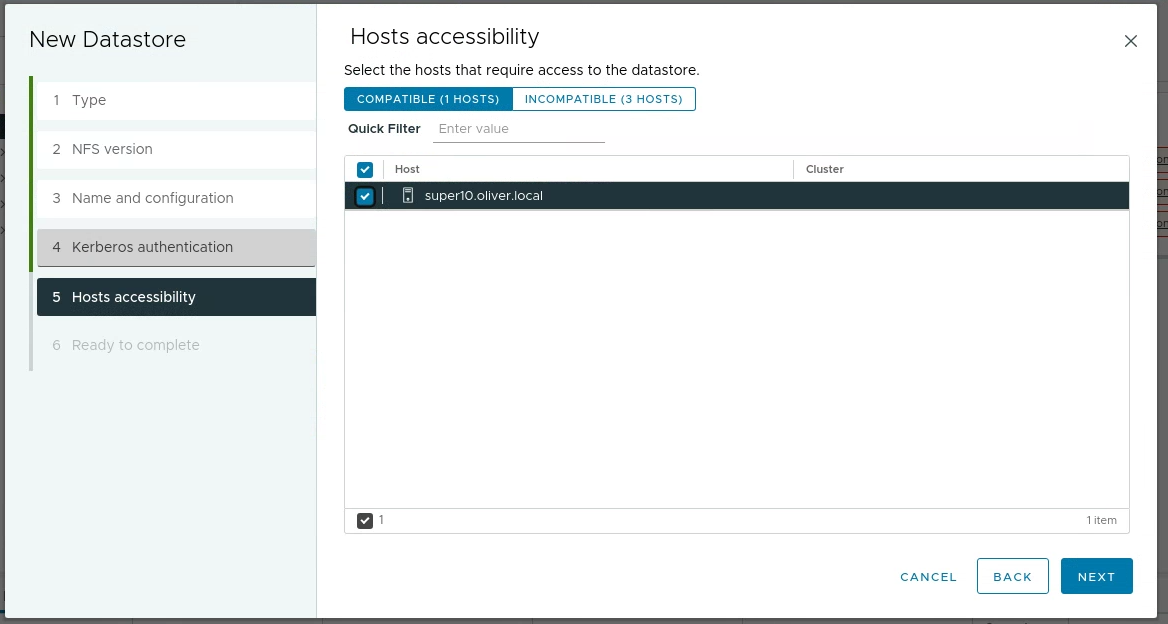 New Datastore
1 Type
2 NFS version
3 Name and configuration
4 Kerberos authentication
5 Hosts accessibility
6 Ready to complete
Hosts accessibility
Select the hosts that require access to the datastore.
COMPATIBLE (1 HOSTS) INCOMPATIBLE (3 HOSTS)
Quick Filter Enter value
Host Cluster
super10.oliver.local
1 1 item
CANCEL BACK NEXT